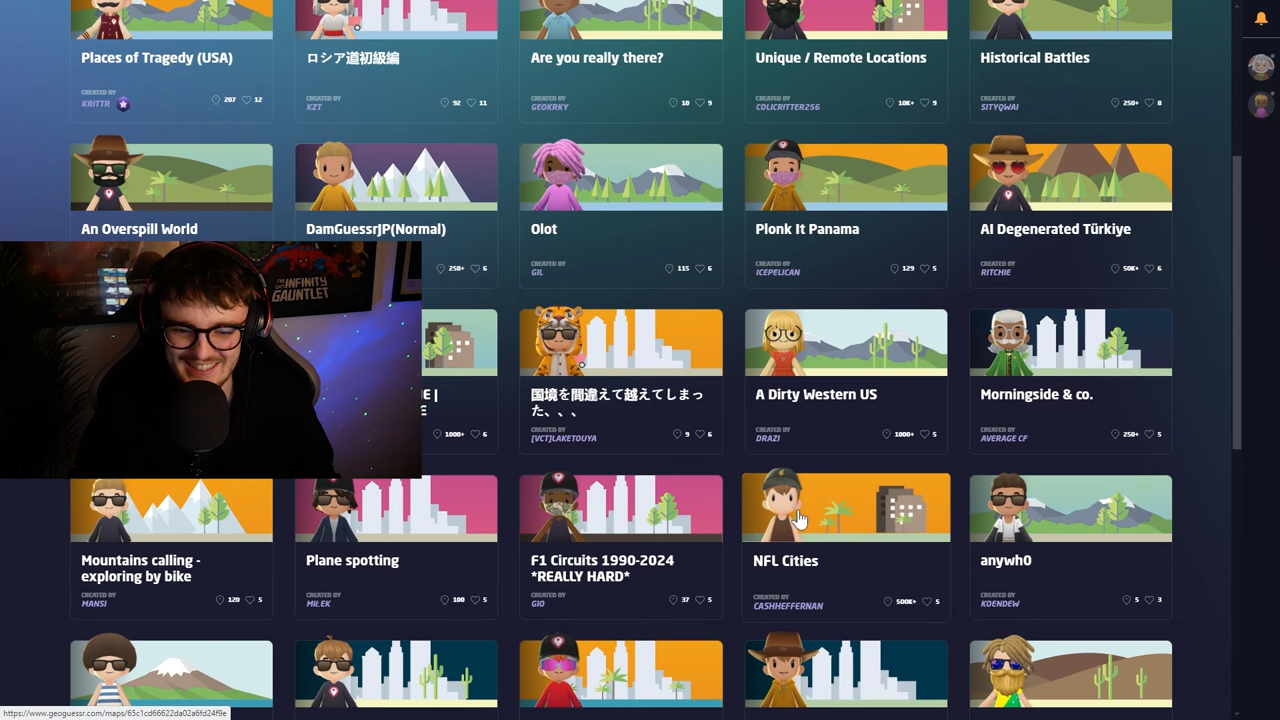 Places of Tragedy (USA)
CREATED BY
KRITTR
207 12
ロシア道初級編
CREATED BY
KZT
92 11
Are you really there?
CREATED BY
GEOKRKY
10 9
Unique / Remote Locations
CREATED BY
COLICRITTER256
10K+ 9
Historical Battles
CREATED BY
SITYQWAI
250+ 8
An Overspill World
DamGuessrJP(Normal)
250+ 6
Olot
CREATED BY
GIL
115 6
Plonk It Panama
CREATED BY
ICEPELICAN
129 5
AI Degenerated Türkiye
CREATED BY
RITCHIE
50K+ 6
THE INFINITY
GAUNTLET
E |
E
1000+ 6
国境を間違えて越えてしまっ
た、、、
CREATED BY
[VCT]LAKETOUYA
9 6
A Dirty Western US
CREATED BY
DRAZI
1000+ 5
Morningside & co.
CREATED BY
AVERAGE CF
250+ 5
Mountains calling -
exploring by bike
CREATED BY
MANSI
120 5
Plane spotting
CREATED BY
MIŁEK
100 5
F1 Circuits 1990-2024
*REALLY HARD*
CREATED BY
GIO
37 5
NFL Cities
CREATED BY
CASHHEFFERNAN
500K+ 5
anywh0
CREATED BY
KOENDEW
5 3
https://www.geoguessr.com/maps/65c1cd66622da02a6fd24f9e